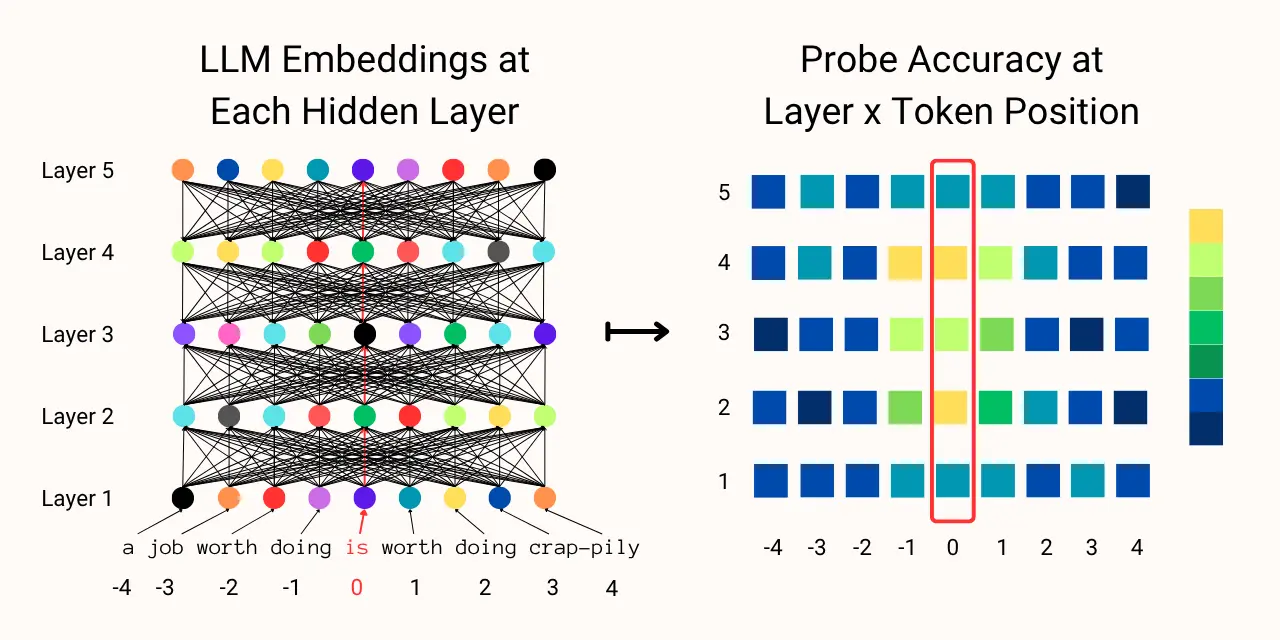 LLM Embeddings at
Each Hidden Layer
Layer 5
Layer 4
Layer 3
Layer 2
Layer 1
a job worth doing is worth doing crap-pily
-4 -3 -2 -1 0 1 2 3 4
Probe Accuracy at
Layer x Token Position
5
4
3
2
1
-4 -3 -2 -1 0 1 2 3 4